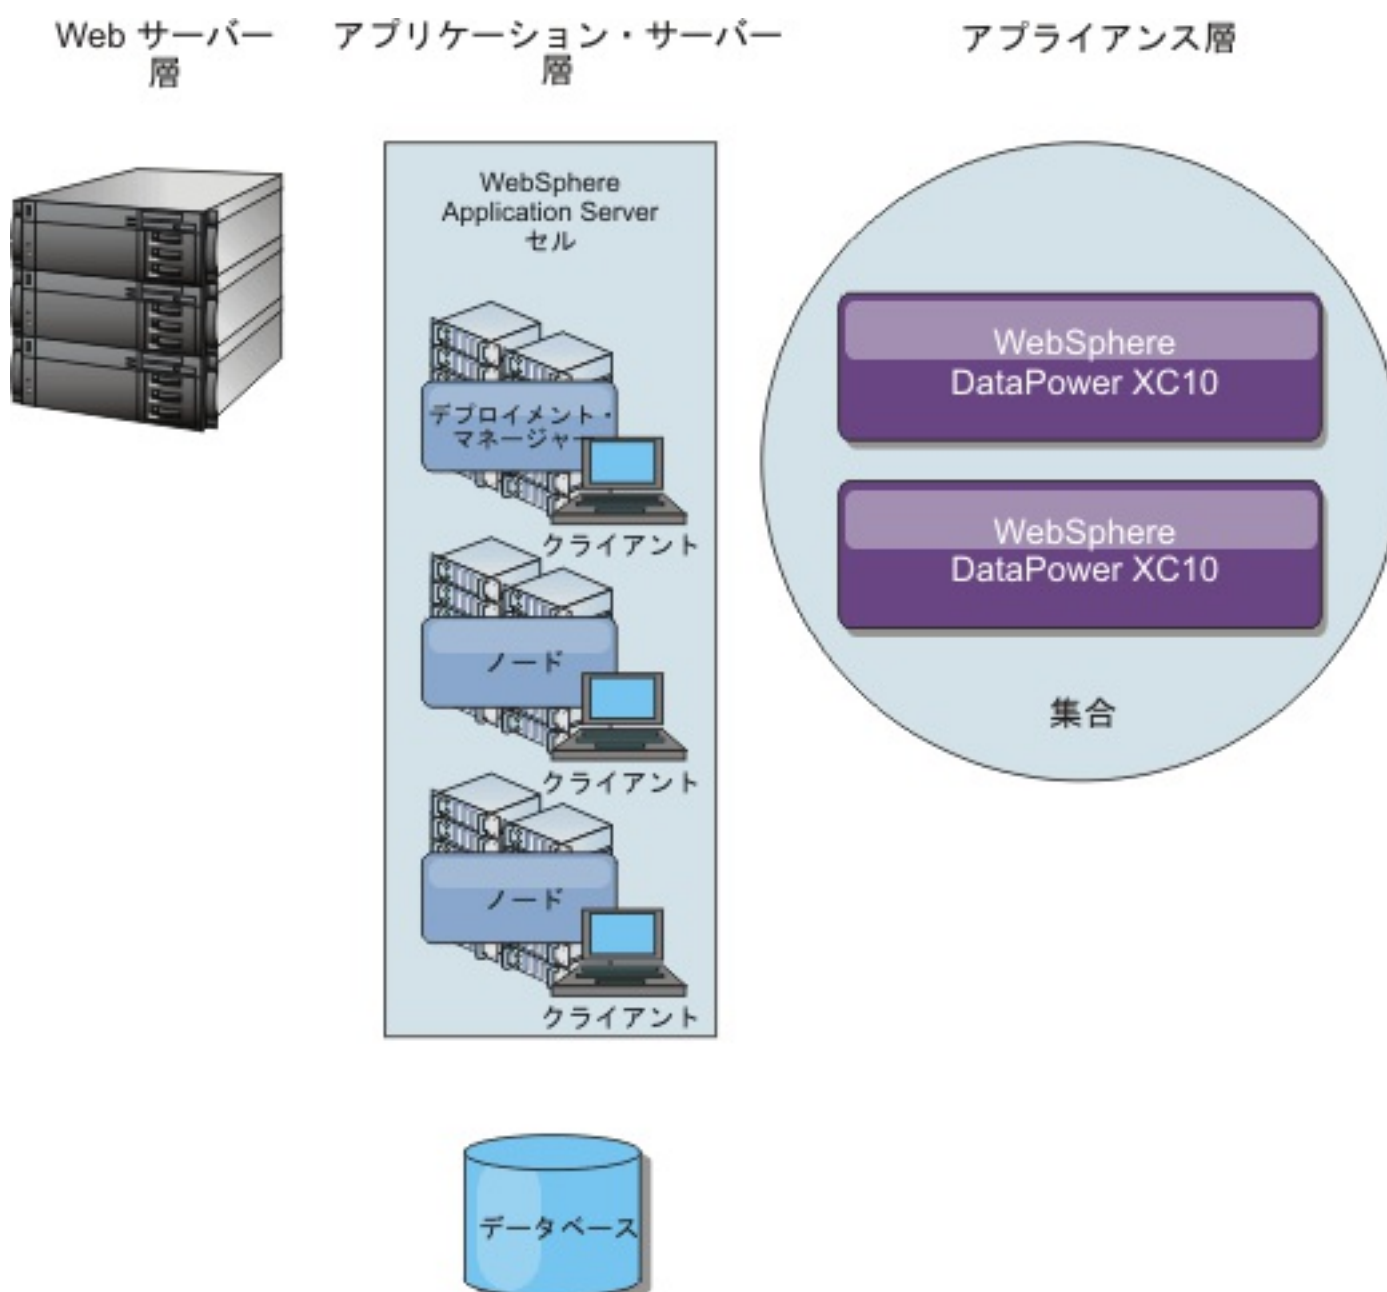 Web サーバー
層
アプリケーション・サーバー
層
アプライアンス層
WebSphere
Application Server
セル
デプロイメント・
マネージャー
クライアント
ノード
クライアント
ノード
クライアント
WebSphere
DataPower XC10
WebSphere
DataPower XC10
集合
データベース